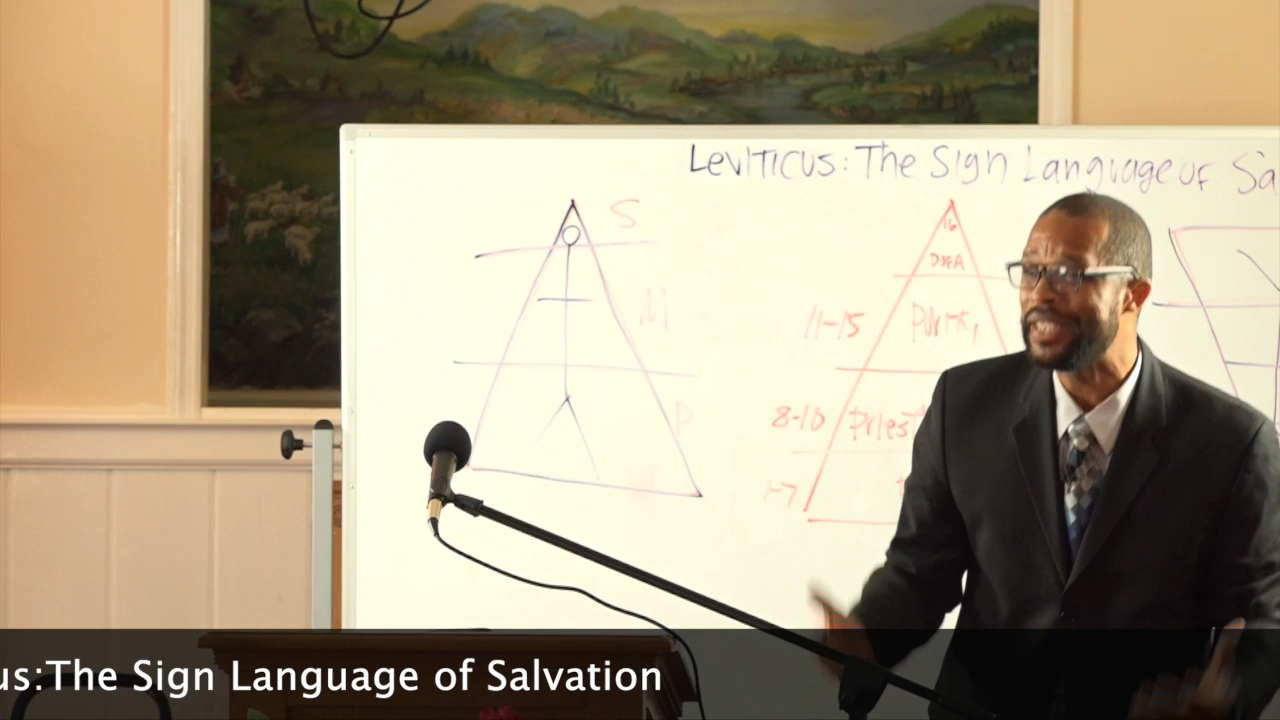 Leviticus: The Sign Language of Sa
S
16
DofA
11-15
M
8-10
Priest
P
1-7
us:The Sign Language of Salvation